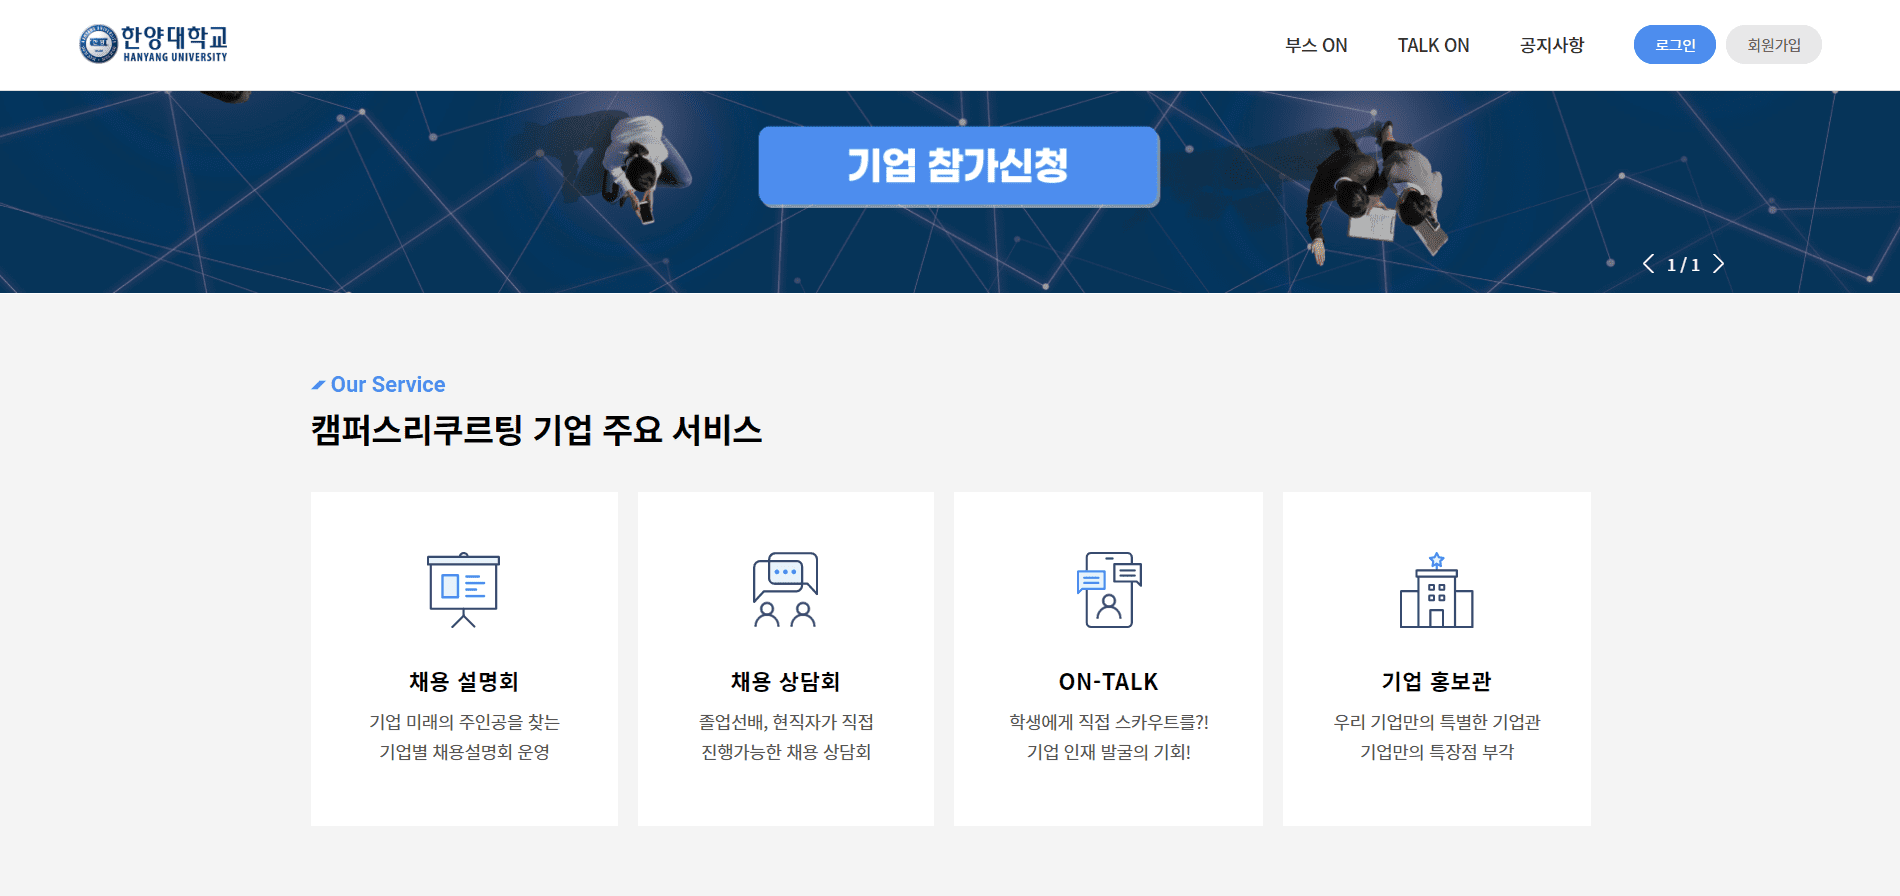 한양대학교
HANYANG UNIVERSITY
부스 ON
TALK ON
공지사항
로그인
회원가입
기업 참가신청
1 / 1
Our Service
캠퍼스리쿠르팅 기업 주요 서비스
채용 설명회
기업 미래의 주인공을 찾는
기업별 채용설명회 운영
채용 상담회
졸업선배, 현직자가 직접
진행가능한 채용 상담회
ON-TALK
학생에게 직접 스카우트를?!
기업 인재 발굴의 기회!
기업 홍보관
우리 기업만의 특별한 기업관
기업만의 특장점 부각